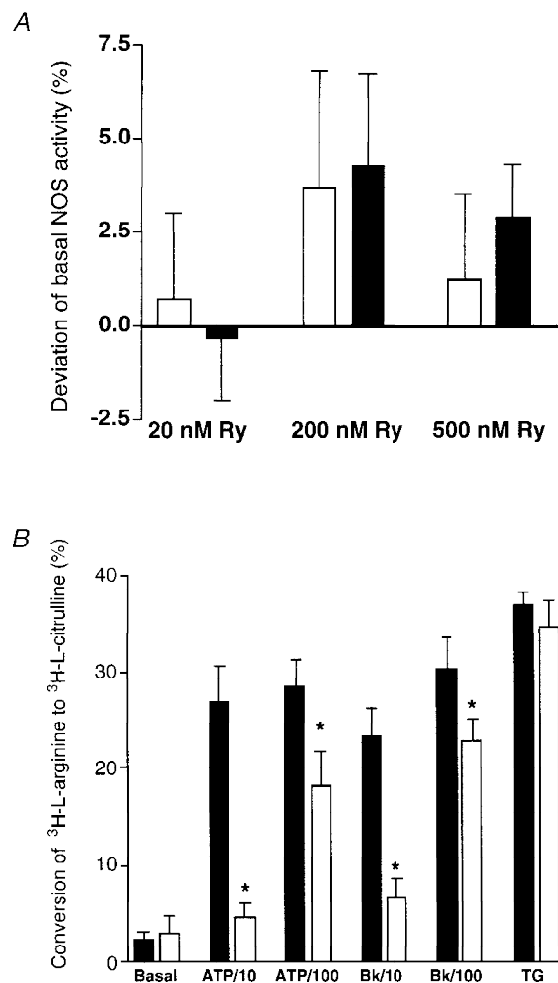 A
Deviation of basal NOS activity (%)
7.5
5.0
2.5
0.0
-2.5
20 nM Ry 200 nM Ry 500 nM Ry
B
Conversion of ³H-L-arginine to ³H-L-citrulline (%)
40
30
20
10
0
*
*
*
*
Basal ATP/10 ATP/100 Bk/10 Bk/100 TG